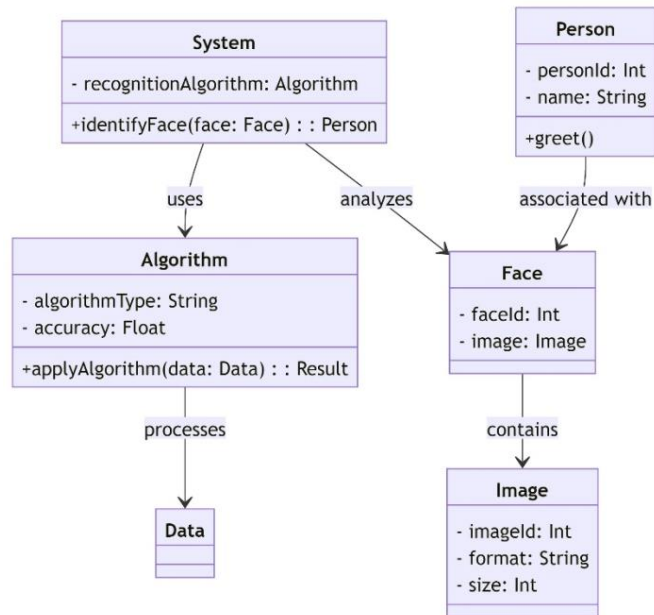 System
- recognitionAlgorithm: Algorithm
+identifyFace(face: Face) : : Person
Person
- personId: Int
- name: String
+greet()
uses
analyzes
associated with
Algorithm
- algorithmType: String
- accuracy: Float
+applyAlgorithm(data: Data) : : Result
Face
- faceId: Int
- image: Image
processes
contains
Data
Image
- imageId: Int
- format: String
- size: Int